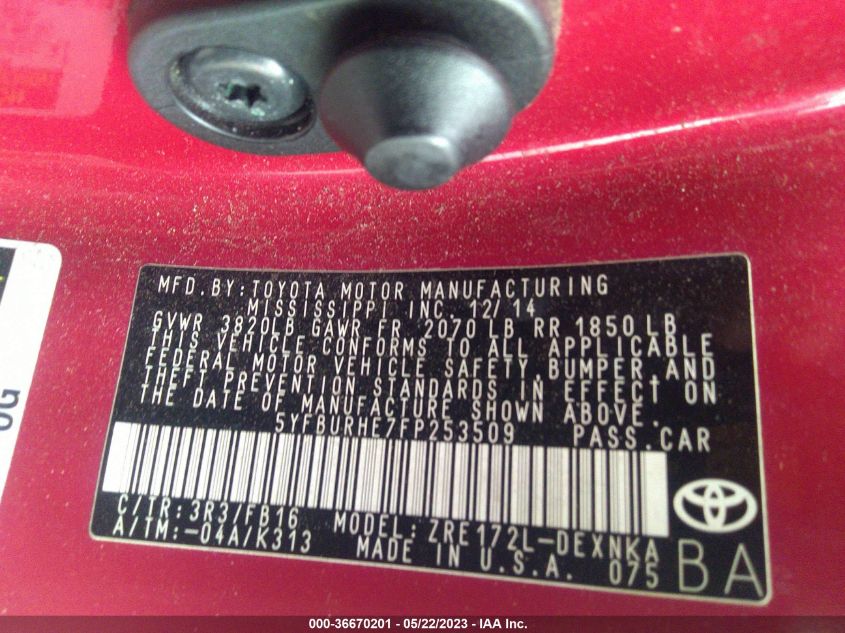 MFD. BY: TOYOTA MOTOR MANUFACTURING
MISSISSIPPI INC. 12/14
GVWR 3820LB GAWR FR 2070 LB RR 1850 LB
THIS VEHICLE CONFORMS TO ALL APPLICABLE
FEDERAL MOTOR VEHICLE SAFETY, BUMPER, AND
THEFT PREVENTION STANDARDS IN EFFECT ON
THE DATE OF MANUFACTURE SHOWN ABOVE.
5YFBURHE7FP253509 PASS. CAR
C/TR: 3R3/FB16 MODEL: ZRE172L-DEXNKA
A/TM: -04A/K313 MADE IN U.S.A. 075 BA
000-36670201 - 05/22/2023 - IAA Inc.